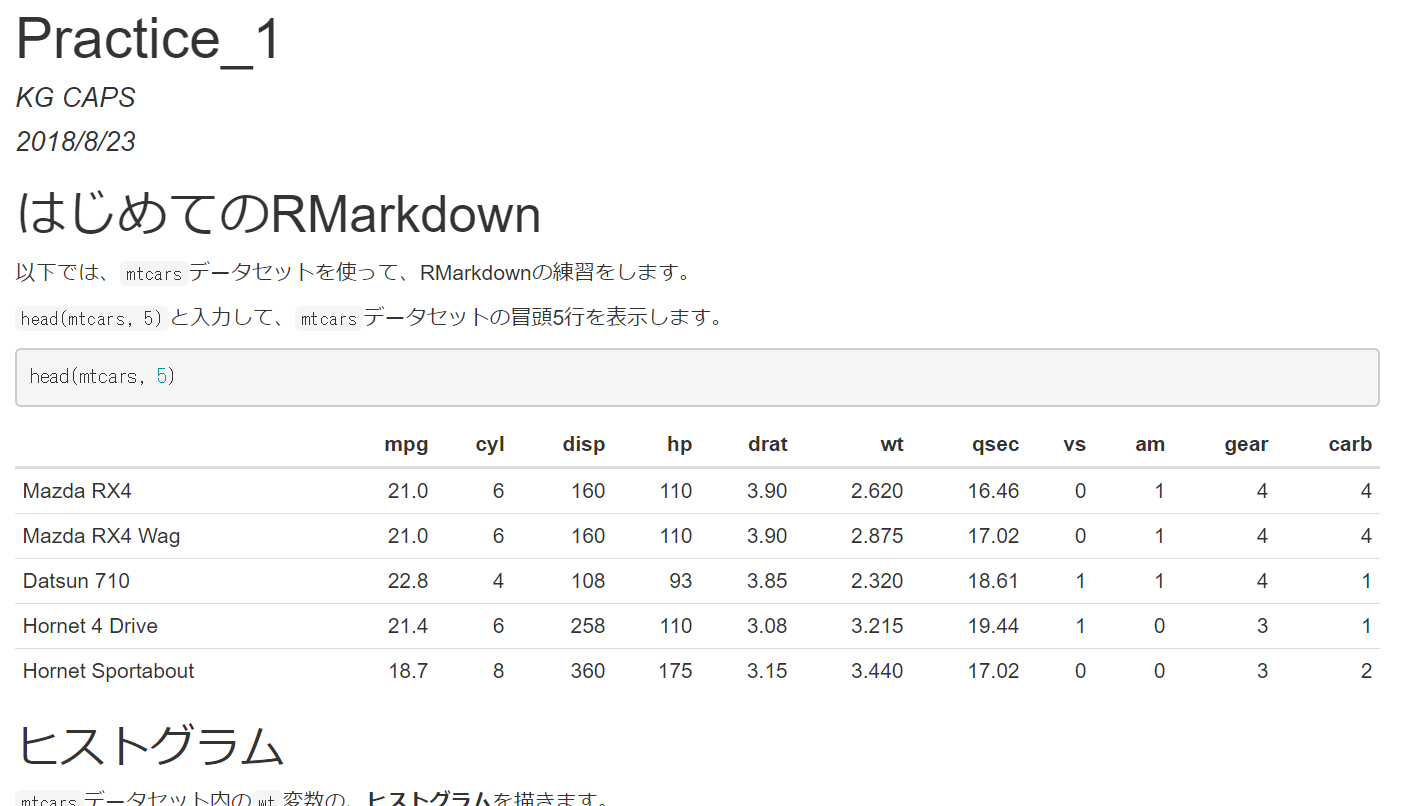 Practice_1
KG CAPS
2018/8/23
はじめてのRMarkdown
以下では、mtcarsデータセットを使って、RMarkdownの練習をします。
head(mtcars, 5)と入力して、mtcarsデータセットの冒頭5行を表示します。
head(mtcars, 5)
mpg cyl disp hp drat wt qsec vs am gear carb
Mazda RX4 21.0 6 160 110 3.90 2.620 16.46 0 1 4 4
Mazda RX4 Wag 21.0 6 160 110 3.90 2.875 17.02 0 1 4 4
Datsun 710 22.8 4 108 93 3.85 2.320 18.61 1 1 4 1
Hornet 4 Drive 21.4 6 258 110 3.08 3.215 19.44 1 0 3 1
Hornet Sportabout 18.7 8 360 175 3.15 3.440 17.02 0 0 3 2
ヒストグラム
mtcarsデータセット内のwt変数の、ヒストグラムを描きます。